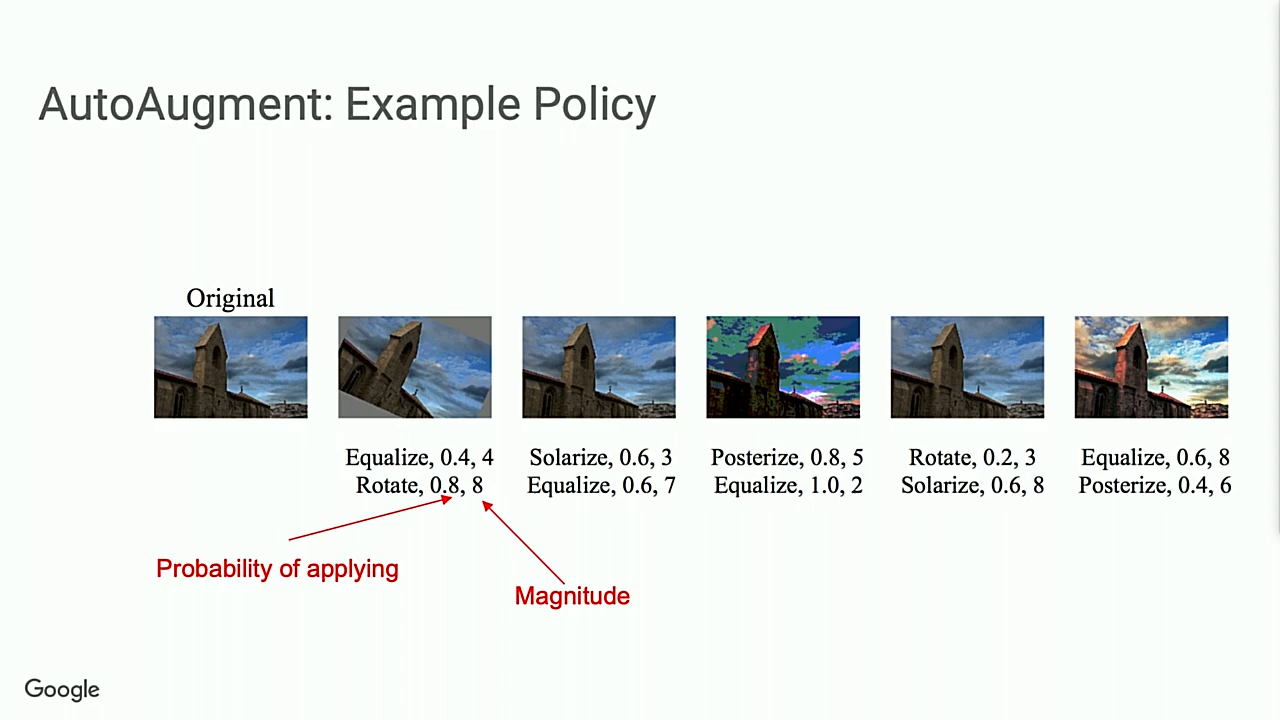 AutoAugment: Example Policy
Original
Equalize, 0.4, 4
Rotate, 0.8, 8
Solarize, 0.6, 3
Equalize, 0.6, 7
Posterize, 0.8, 5
Equalize, 1.0, 2
Rotate, 0.2, 3
Solarize, 0.6, 8
Equalize, 0.6, 8
Posterize, 0.4, 6
Probability of applying
Magnitude
Google